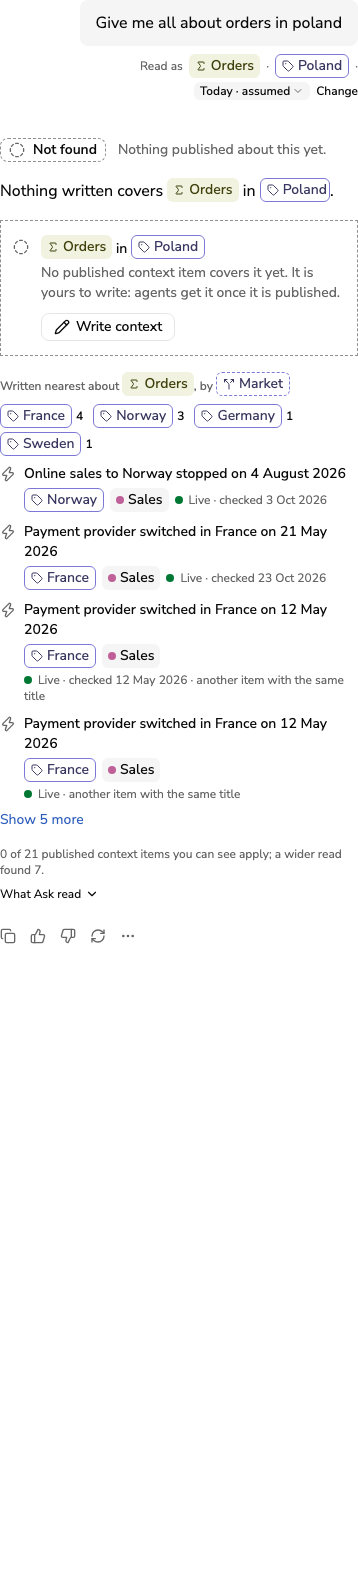 Give me all about orders in poland
Read as Orders · Poland ·
Today · assumed Change
Not found Nothing published about this yet.
Nothing written covers Orders in Poland.
Orders in Poland
No published context item covers it yet. It is
yours to write: agents get it once it is published.
Write context
Written nearest about Orders, by Market
France 4 Norway 3 Germany 1
Sweden 1
Online sales to Norway stopped on 4 August 2026
Norway Sales Live · checked 3 Oct 2026
Payment provider switched in France on 21 May
2026
France Sales Live · checked 23 Oct 2026
Payment provider switched in France on 12 May
2026
France Sales
Live · checked 12 May 2026 · another item with the same
title
Payment provider switched in France on 12 May
2026
France Sales
Live · another item with the same title
Show 5 more
0 of 21 published context items you can see apply; a wider read
found 7.
What Ask read